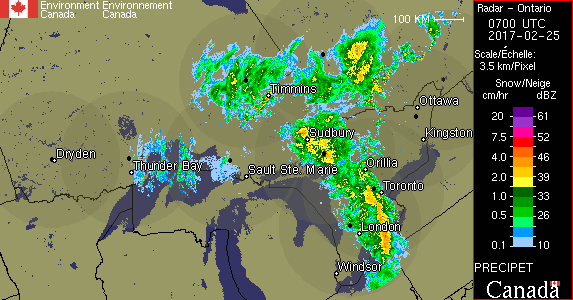 Environment Environnement
Canada Canada
100 KM
Timmins
Ottawa
Sudbury
Kingston
Dryden
Thunder Bay
Sault Ste. Marie
Orillia
Toronto
London
Windsor
Radar - Ontario
0700 UTC
2017-02-25
Scale/Échelle:
3.5 km/Pixel
Snow/Neige
cm/hr dBZ
20 61
7.5 52
4.0 46
2.0 39
1.0 33
0.5 26
0.1 10
PRECIPET
Canada